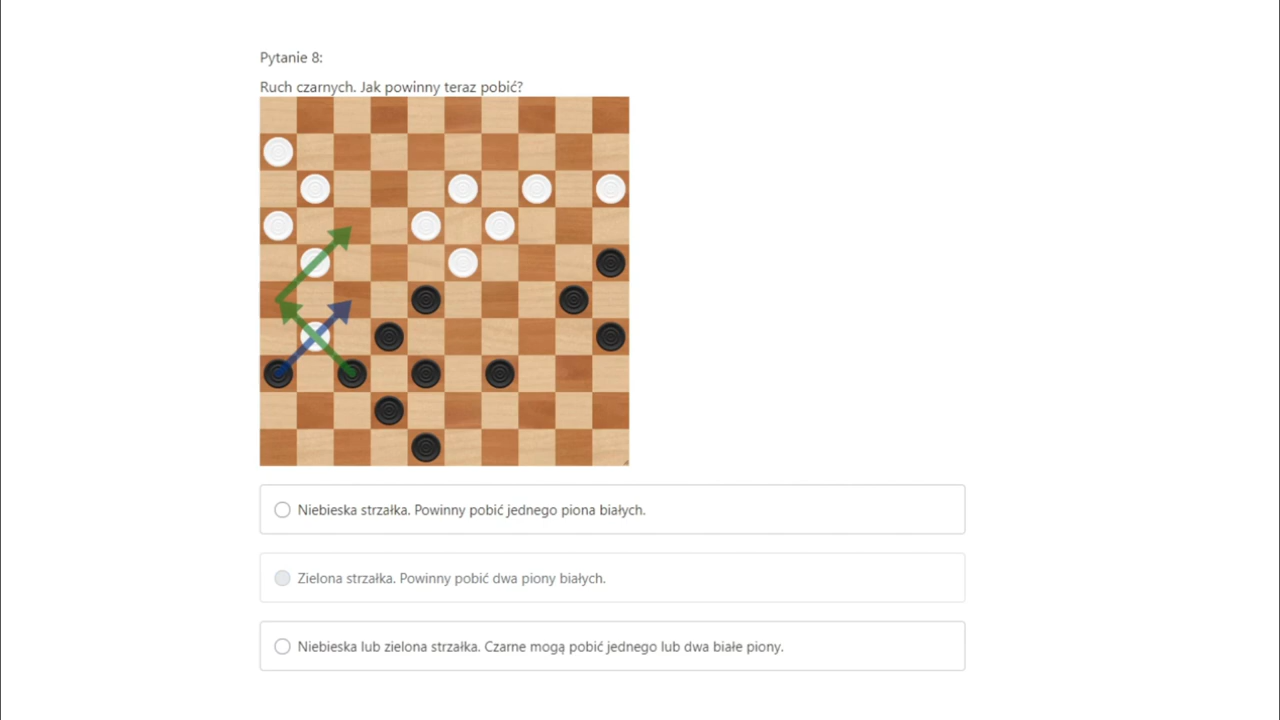 Pytanie 8:
Ruch czarnych. Jak powinny teraz pobić?
Niebieska strzałka. Powinny pobić jednego piona białych.
Zielona strzałka. Powinny pobić dwa piony białych.
Niebieska lub zielona strzałka. Czarne mogą pobić jednego lub dwa białe piony.